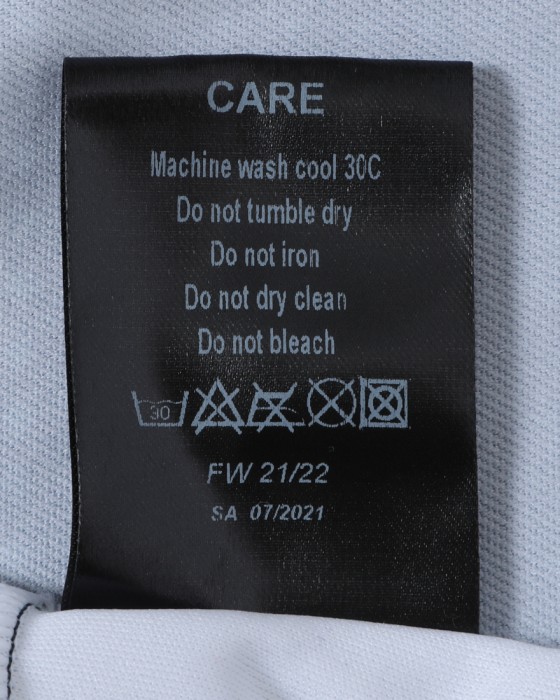 CARE
Machine wash cool 30C
Do not tumble dry
Do not iron
Do not dry clean
Do not bleach
30
FW 21/22
SA 07/2021